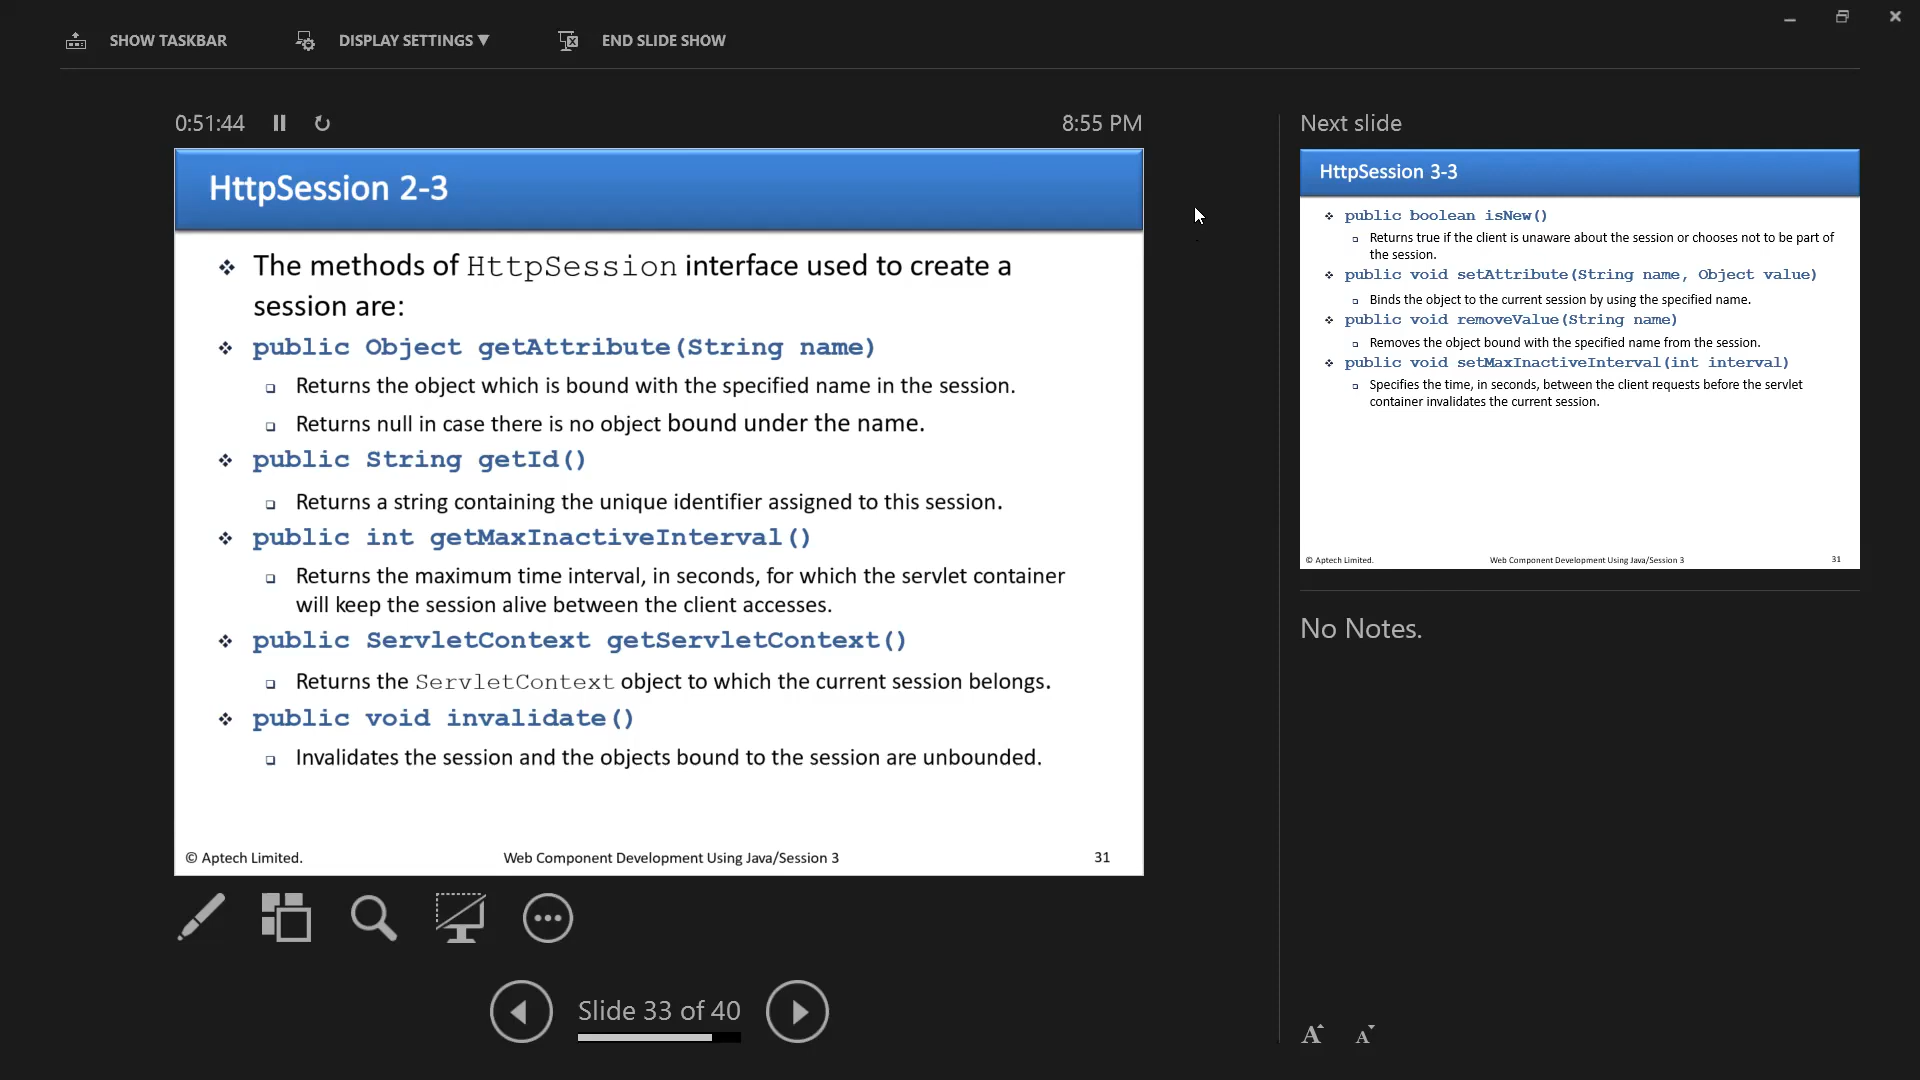 SHOW TASKBAR
DISPLAY SETTINGS ▼
END SLIDE SHOW
0:51:44
8:55 PM
HttpSession 2-3
The methods of HttpSession interface used to create a
session are:
public Object getAttribute(String name)
Returns the object which is bound with the specified name in the session.
Returns null in case there is no object bound under the name.
public String getId()
Returns a string containing the unique identifier assigned to this session.
public int getMaxInactiveInterval()
Returns the maximum time interval, in seconds, for which the servlet container
will keep the session alive between the client accesses.
public ServletContext getServletContext()
Returns the ServletContext object to which the current session belongs.
public void invalidate()
Invalidates the session and the objects bound to the session are unbounded.
© Aptech Limited.
Web Component Development Using Java/Session 3
31
Slide 33 of 40
Next slide
HttpSession 3-3
public boolean isNew()
Returns true if the client is unaware about the session or chooses not to be part of
the session.
public void setAttribute(String name, Object value)
Binds the object to the current session by using the specified name.
public void removeValue(String name)
Removes the object bound with the specified name from the session.
public void setMaxInactiveInterval(int interval)
Specifies the time, in seconds, between the client requests before the servlet
container invalidates the current session.
© Aptech Limited.
Web Component Development Using Java/Session 3
31
No Notes.
A A